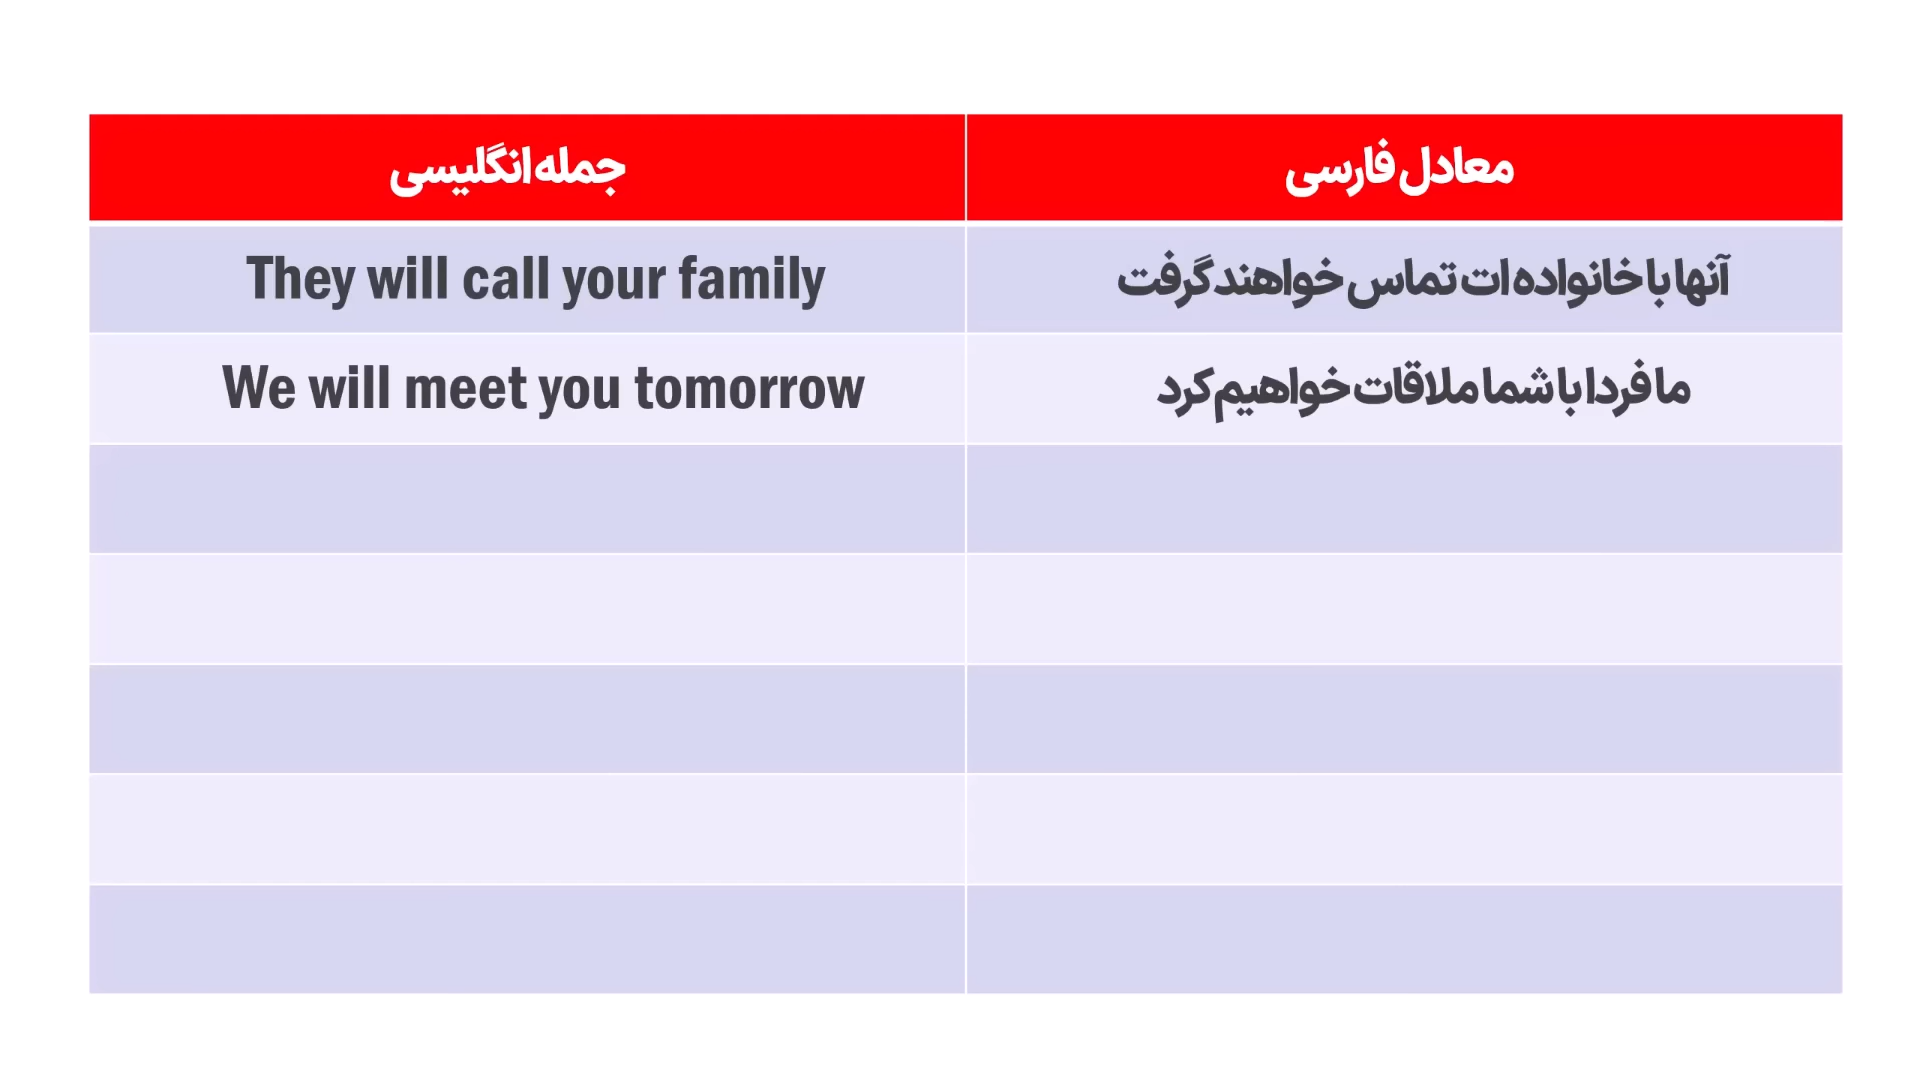 جمله انگلیسی
معادل فارسی
They will call your family
آنها با خانواده ات تماس خواهند گرفت
We will meet you tomorrow
ما فردا با شما ملاقات خواهیم کرد